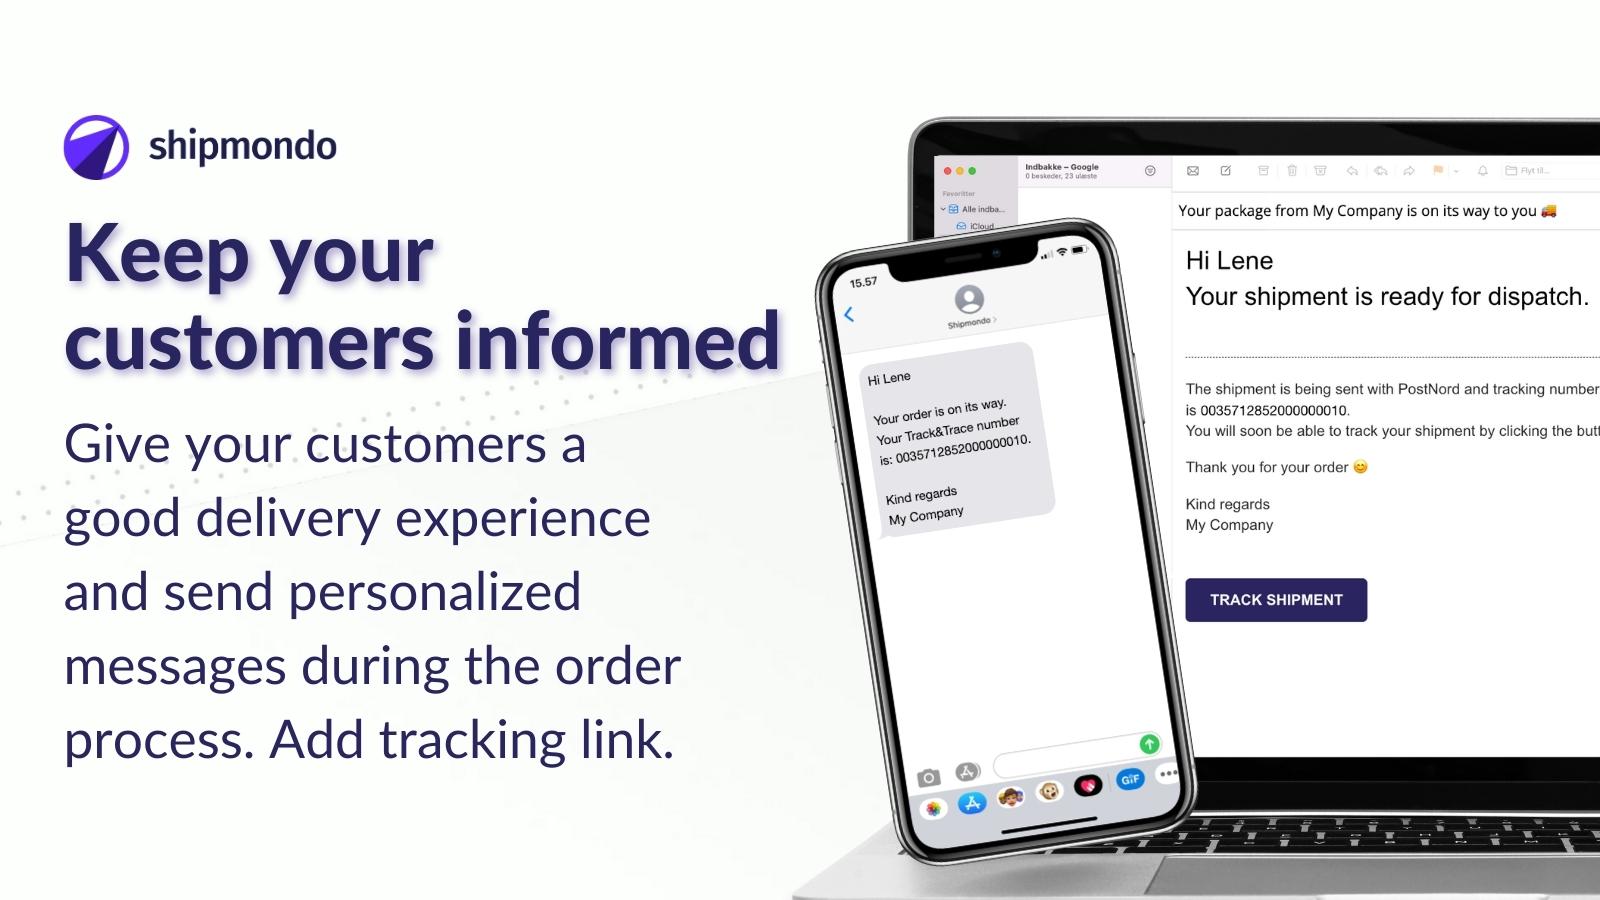 shipmondo
Keep your
customers informed
Give your customers a
good delivery experience
and send personalized
messages during the order
process. Add tracking link.
15.57
Shipmondo
Hi Lene
Your order is on its way.
Your Track&Trace number
is: 00357128520000000010.
Kind regards
My Company
GIF
Indbakke – Google
0 beskeder, 23 ulæste
Favoritter
Alle indba...
iCloud
Flyt til...
Your package from My Company is on its way to you 🚚
Hi Lene
Your shipment is ready for dispatch.
The shipment is being sent with PostNord and tracking number
is 00357128520000000010.
You will soon be able to track your shipment by clicking the butt
Thank you for your order 😊
Kind regards
My Company
TRACK SHIPMENT